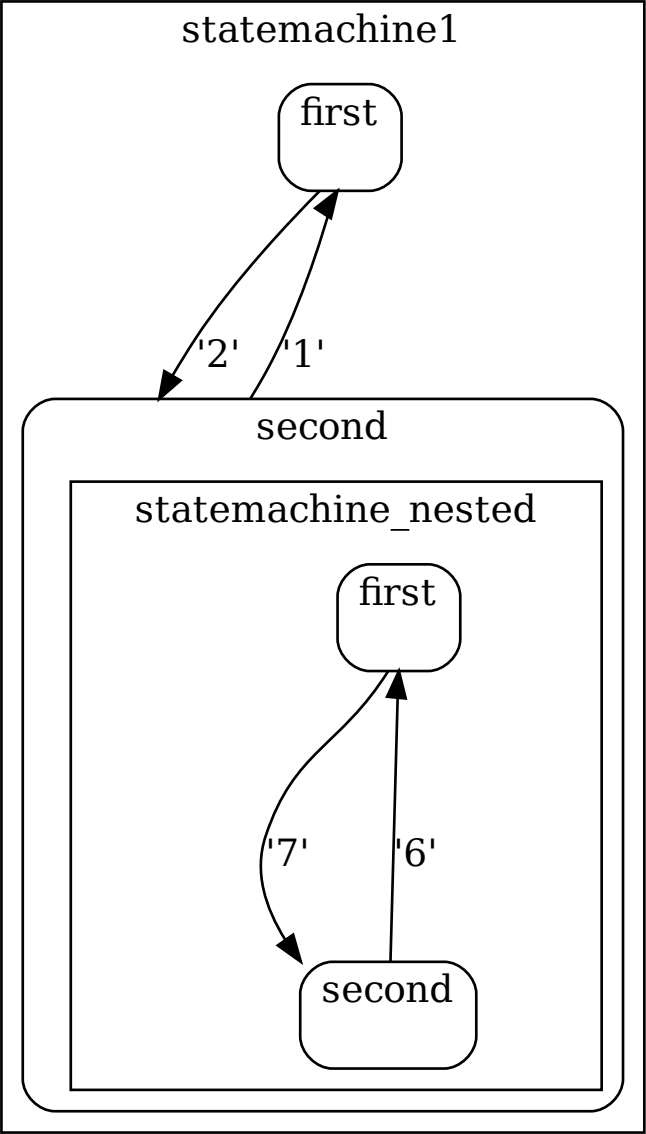 statemachine1
first
'2' '1'
second
statemachine_nested
first
'7' '6'
second